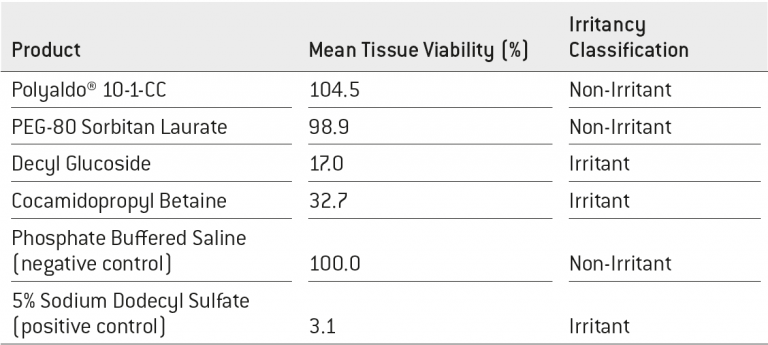 Irritancy
Product Mean Tissue Viability (%) Classification
Polyaldo® 10-1-CC 104.5 Non-Irritant
PEG-80 Sorbitan Laurate 98.9 Non-Irritant
Decyl Glucoside 17.0 Irritant
Cocamidopropyl Betaine 32.7 Irritant
Phosphate Buffered Saline
(negative control) 100.0 Non-Irritant
5% Sodium Dodecyl Sulfate
(positive control) 3.1 Irritant